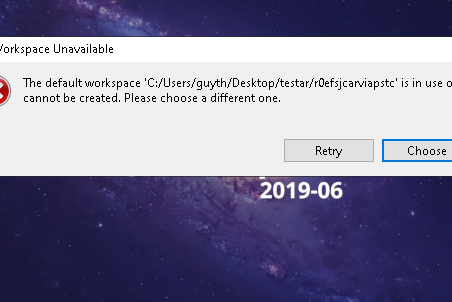 Workspace Unavailable
The default workspace 'C:/Users/guyth/Desktop/testar/r0efsjcarviapstc' is in use o
cannot be created. Please choose a different one.
Retry
Choose
2019-06